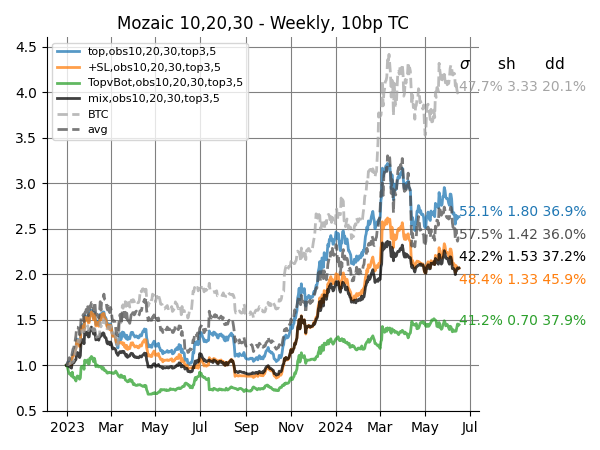 Mozaic 10,20,30 - Weekly, 10bp TC
top,obs10,20,30,top3,5
+SL,obs10,20,30,top3,5
TopvBot,obs10,20,30,top3,5
mix,obs10,20,30,top3,5
BTC
avg
σ sh dd
47.7% 3.33 20.1%
52.1% 1.80 36.9%
57.5% 1.42 36.0%
42.2% 1.53 37.2%
48.4% 1.33 45.9%
41.2% 0.70 37.9%
4.5
4.0
3.5
3.0
2.5
2.0
1.5
1.0
0.5
2023 Mar May Jul Sep Nov 2024 Mar May Jul